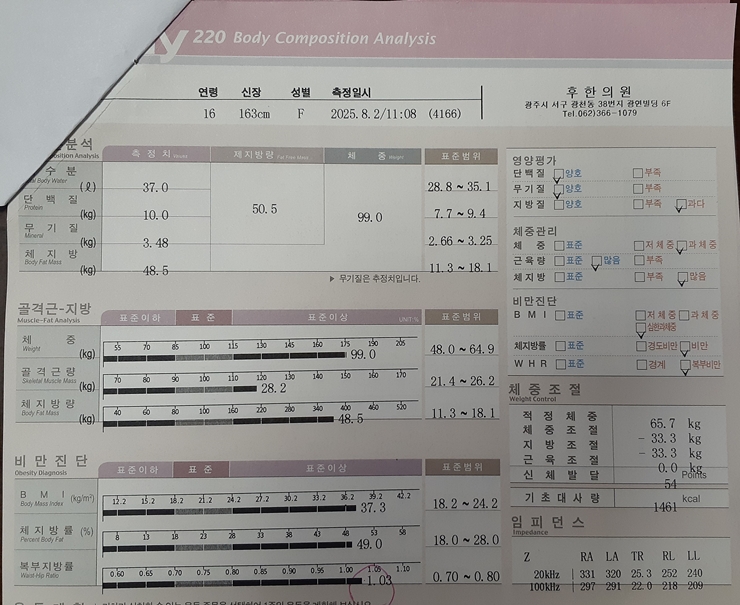 220 Body Composition Analysis
연령 신장 성별 측정일시
16 163cm F 2025.8.2/11:08 (4166)
후한의원
광주시 서구 광천동 38번지 광연빌딩 6F
Tel.062)366-1079
분석
Composition Analysis
측정치 Values 제지방량 Fat Free Mass 체중 Weight 표준범위
수분 Body Water (ℓ) 37.0 50.5 99.0 28.8 ~ 35.1
단백질 Protein (kg) 10.0 7.7 ~ 9.4
무기질 Mineral (kg) 3.48 2.66 ~ 3.25
체지방 Body Fat Mass (kg) 48.5 11.3 ~ 18.1
▶ 무기질은 추정치입니다.
골격근-지방
Muscle-Fat Analysis
표준이하 표준 표준이상 UNIT:% 표준범위
체중 Weight (kg) 55 70 85 100 115 130 145 160 175 190 205
99.0 48.0 ~ 64.9
골격근량 Skeletal Muscle Mass (kg) 70 80 90 100 110 120 130 140 150 160 170
28.2 21.4 ~ 26.2
체지방량 Body Fat Mass (kg) 40 60 80 100 160 220 280 340 400 460 520
48.5 11.3 ~ 18.1
비만진단
Obesity Diagnosis
표준이하 표준 표준이상 표준범위
BMI (kg/m²) Body Mass Index 12.2 15.2 18.2 21.2 24.2 27.2 30.2 33.2 36.2 39.2 42.2
37.3 18.2 ~ 24.2
체지방률 (%) Percent Body Fat 8 13 18 23 28 33 38 43 48 53 58
49.0 18.0 ~ 28.0
복부지방률 Waist-Hip Ratio 0.60 0.65 0.70 0.75 0.80 0.85 0.90 0.95 1.00 1.05 1.10
1.03 0.70 ~ 0.80
영양평가
단백질 양호 부족
무기질 양호 부족
지방질 양호 부족 과다
체중관리
체중 표준 저체중 과체중
근육량 표준 많음 부족
체지방 표준 부족 많음
비만진단
BMI 표준 저체중 과체중
심한과체중
체지방률 표준 경도비만 비만
WHR 표준 경계 복부비만
체중조절
Weight Control
적정체중 65.7 kg
체중조절 - 33.3 kg
지방조절 - 33.3 kg
근육조절 0.0 kg
신체발달 54 Points
기초대사량 1461 kcal
임피던스
Impedance
Z RA LA TR RL LL
20kHz 331 320 25.3 252 240
100kHz 297 291 22.0 218 209